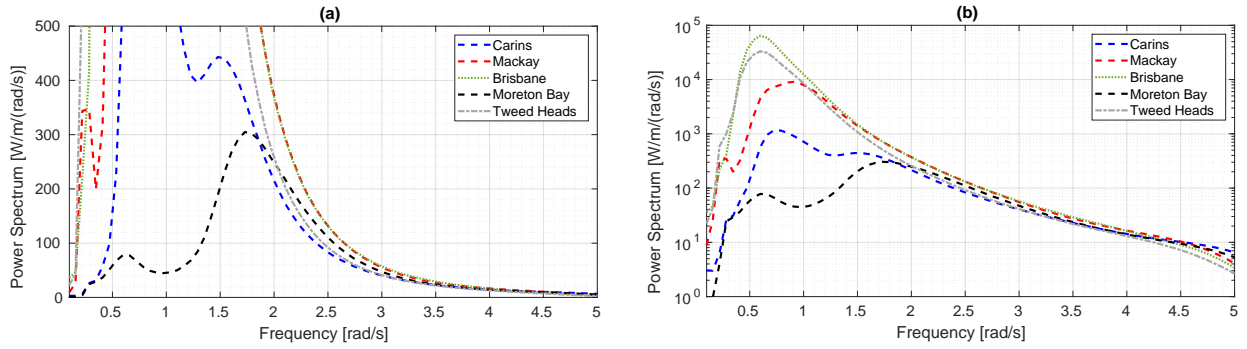 (a)
Power Spectrum [W/m/(rad/s)]
500
400
300
200
100
0
0.5 1 1.5 2 2.5 3 3.5 4 4.5 5
Frequency [rad/s]
Carins
Mackay
Brisbane
Moreton Bay
Tweed Heads
(b)
Power Spectrum [W/m/(rad/s)]
10^5
10^4
10^3
10^2
10^1
10^0
0.5 1 1.5 2 2.5 3 3.5 4 4.5 5
Frequency [rad/s]
Carins
Mackay
Brisbane
Moreton Bay
Tweed Heads